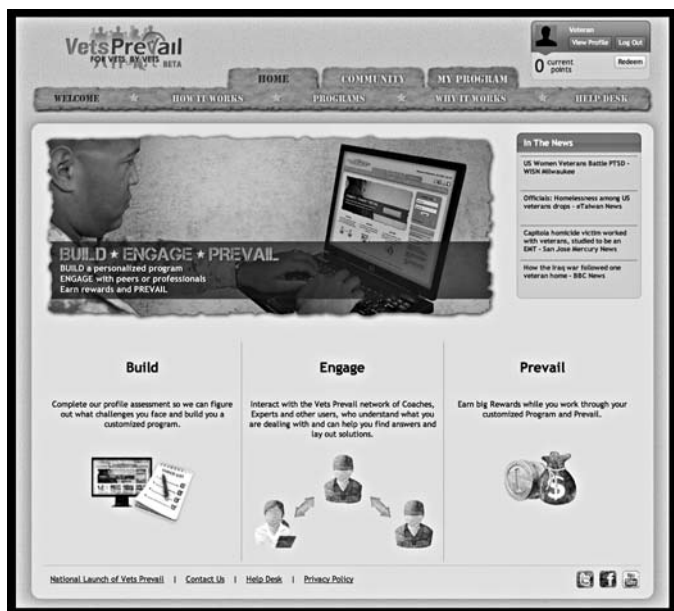 VetsPrevail
FOR VETS, BY VETS BETA
Veteran
View Profile Log Out
0 current points
Redeem
HOME COMMUNITY MY PROGRAM
WELCOME HOW IT WORKS PROGRAMS WHY IT WORKS HELP DESK
BUILD ★ ENGAGE ★ PREVAIL
BUILD a personalized program
ENGAGE with peers or professionals
Earn rewards and PREVAIL
In The News
US Women Veterans Battle PTSD -
WISN Milwaukee
Officials: Homelessness among US
veterans drops - eTaiwan News
Capitola homicide victim worked
with veterans, studied to be an
EMT - San Jose Mercury News
How the Iraq war followed one
veteran home - BBC News
Build
Complete our profile assessment so we can figure
out what challenges you face and build you a
customized program.
Engage
Interact with the Vets Prevail network of Coaches,
Experts and other users, who understand what you
are dealing with and can help you find answers and
lay out solutions.
Prevail
Earn big Rewards while you work through your
customized Program and Prevail.
National Launch of Vets Prevail | Contact Us | Help Desk | Privacy Policy